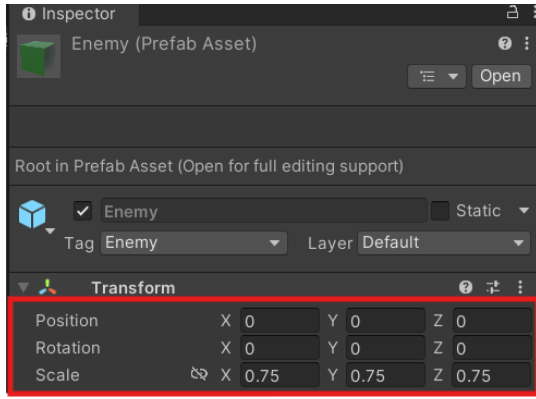 Inspector
Enemy (Prefab Asset)
Open
Root in Prefab Asset (Open for full editing support)
Enemy Static
Tag Enemy Layer Default
Transform
Position X 0 Y 0 Z 0
Rotation X 0 Y 0 Z 0
Scale X 0.75 Y 0.75 Z 0.75